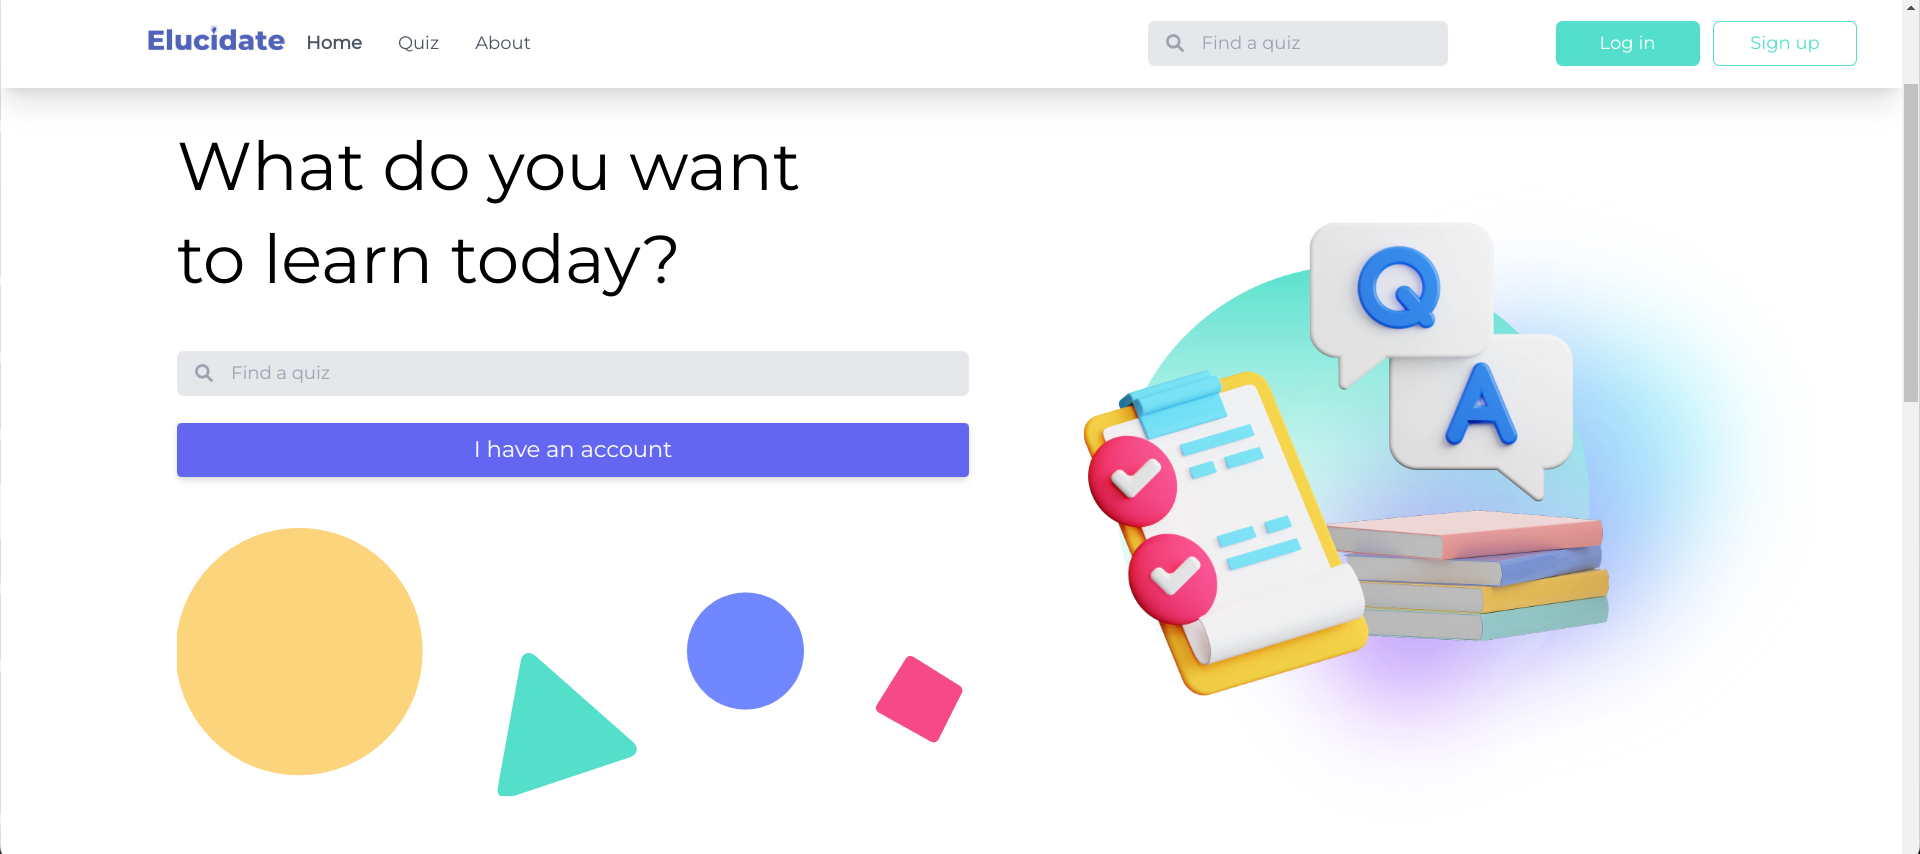 Elucidate Home Quiz About Find a quiz Log in Sign up
What do you want
to learn today?
Find a quiz
I have an account
Q
A